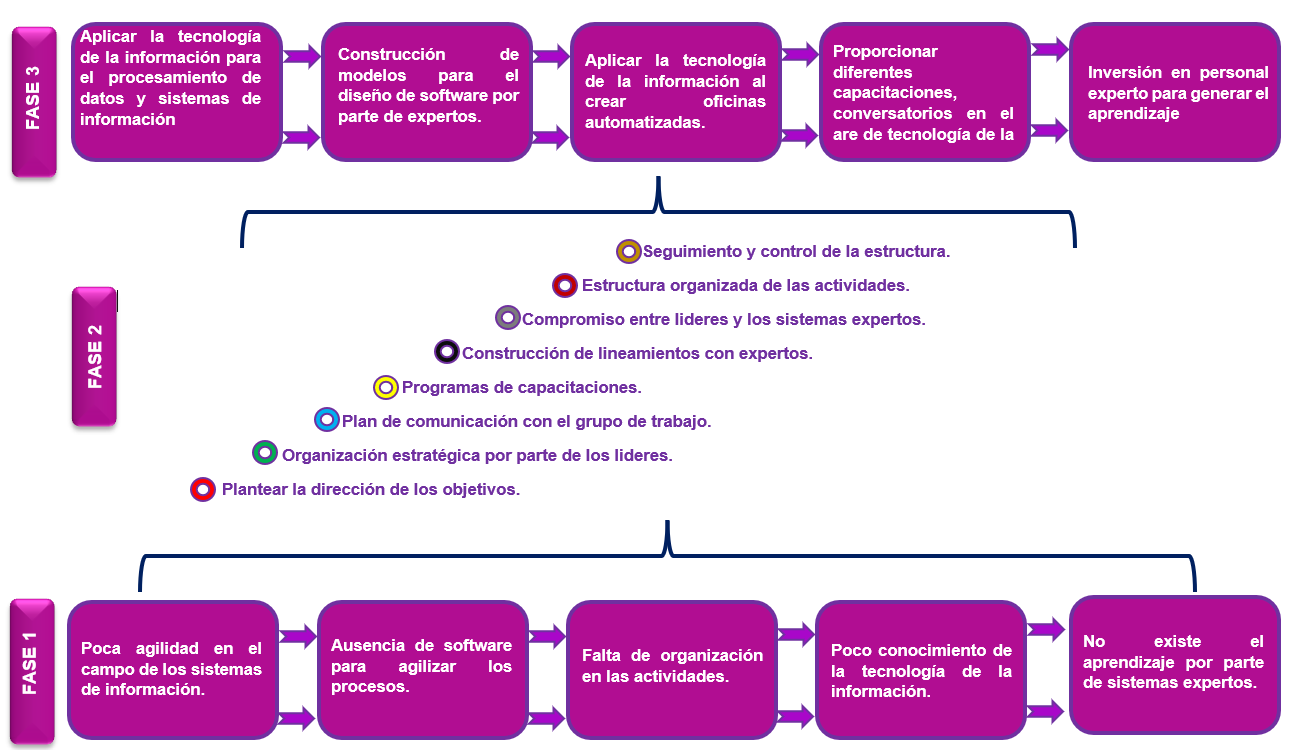 FASE 3
Aplicar la tecnología
de la información para
el procesamiento de
datos y sistemas de
información
Construcción de
modelos para el
diseño de software por
parte de expertos.
Aplicar la tecnología
de la información al
crear oficinas
automatizadas.
Proporcionar
diferentes
capacitaciones,
conversatorios en el
are de tecnología de la
Inversión en personal
experto para generar el
aprendizaje
FASE 2
Seguimiento y control de la estructura.
Estructura organizada de las actividades.
Compromiso entre lideres y los sistemas expertos.
Construcción de lineamientos con expertos.
Programas de capacitaciones.
Plan de comunicación con el grupo de trabajo.
Organización estratégica por parte de los lideres.
Plantear la dirección de los objetivos.
FASE 1
Poca agilidad en el
campo de los sistemas
de información.
Ausencia de software
para agilizar los
procesos.
Falta de organización
en las actividades.
Poco conocimiento de
la tecnología de la
información.
No existe el
aprendizaje por parte
de sistemas expertos.